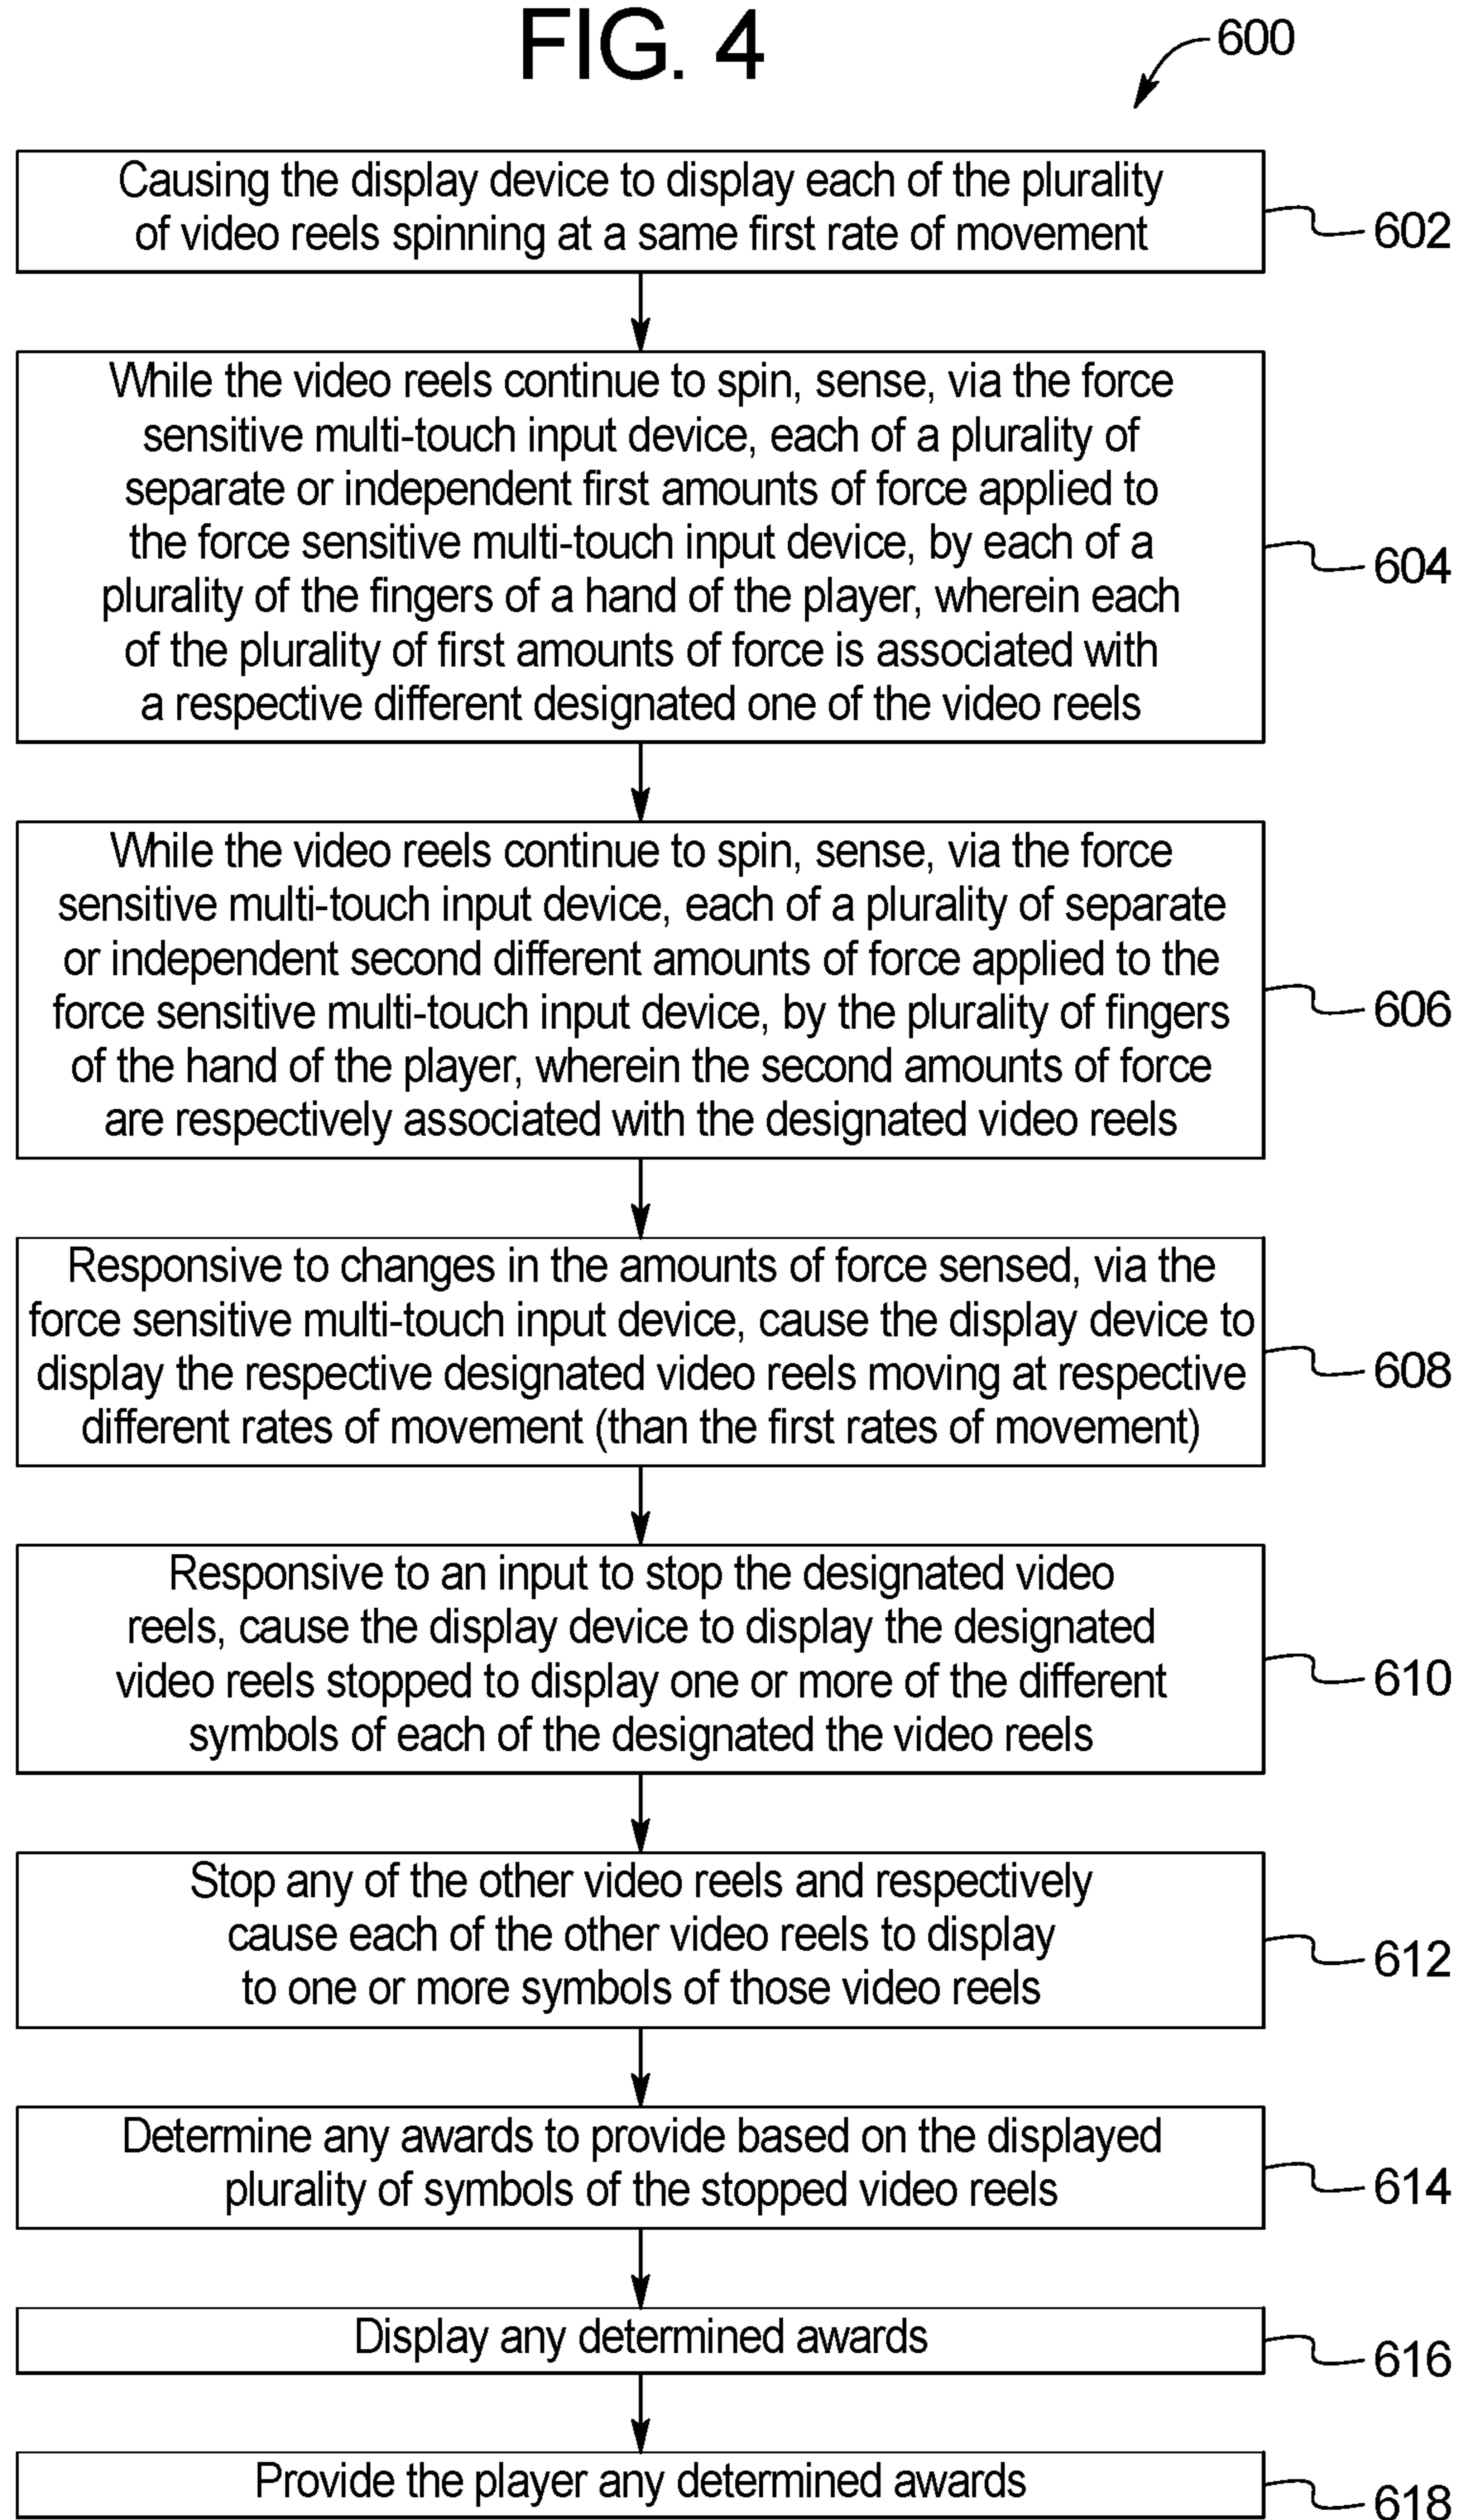 FIG. 4
600
Causing the display device to display each of the plurality
of video reels spinning at a same first rate of movement
602
While the video reels continue to spin, sense, via the force
sensitive multi-touch input device, each of a plurality of
separate or independent first amounts of force applied to
the force sensitive multi-touch input device, by each of a
plurality of the fingers of a hand of the player, wherein each
of the plurality of first amounts of force is associated with
a respective different designated one of the video reels
604
While the video reels continue to spin, sense, via the force
sensitive multi-touch input device, each of a plurality of separate
or independent second different amounts of force applied to the
force sensitive multi-touch input device, by the plurality of fingers
of the hand of the player, wherein the second amounts of force
are respectively associated with the designated video reels
606
Responsive to changes in the amounts of force sensed, via the
force sensitive multi-touch input device, cause the display device to
display the respective designated video reels moving at respective
different rates of movement (than the first rates of movement)
608
Responsive to an input to stop the designated video
reels, cause the display device to display the designated
video reels stopped to display one or more of the different
symbols of each of the designated the video reels
610
Stop any of the other video reels and respectively
cause each of the other video reels to display
to one or more symbols of those video reels
612
Determine any awards to provide based on the displayed
plurality of symbols of the stopped video reels
614
Display any determined awards
616
Provide the player any determined awards
618